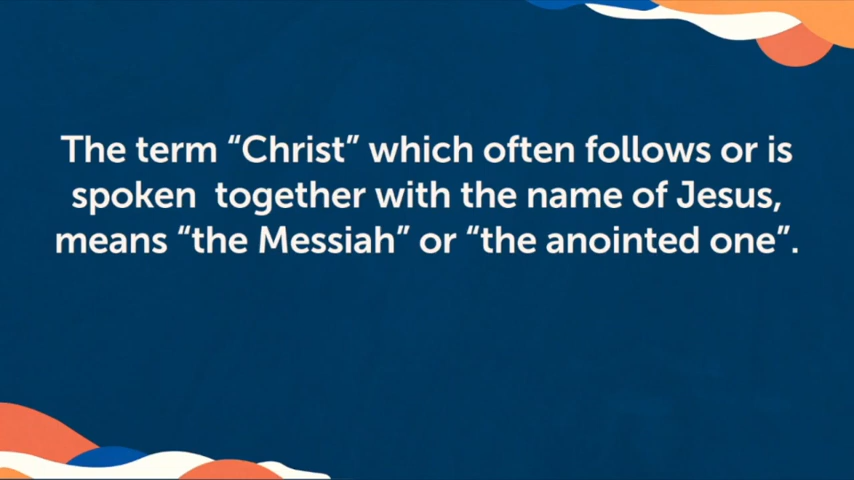 The term “Christ” which often follows or is
spoken  together with the name of Jesus,
means “the Messiah” or “the anointed one”.